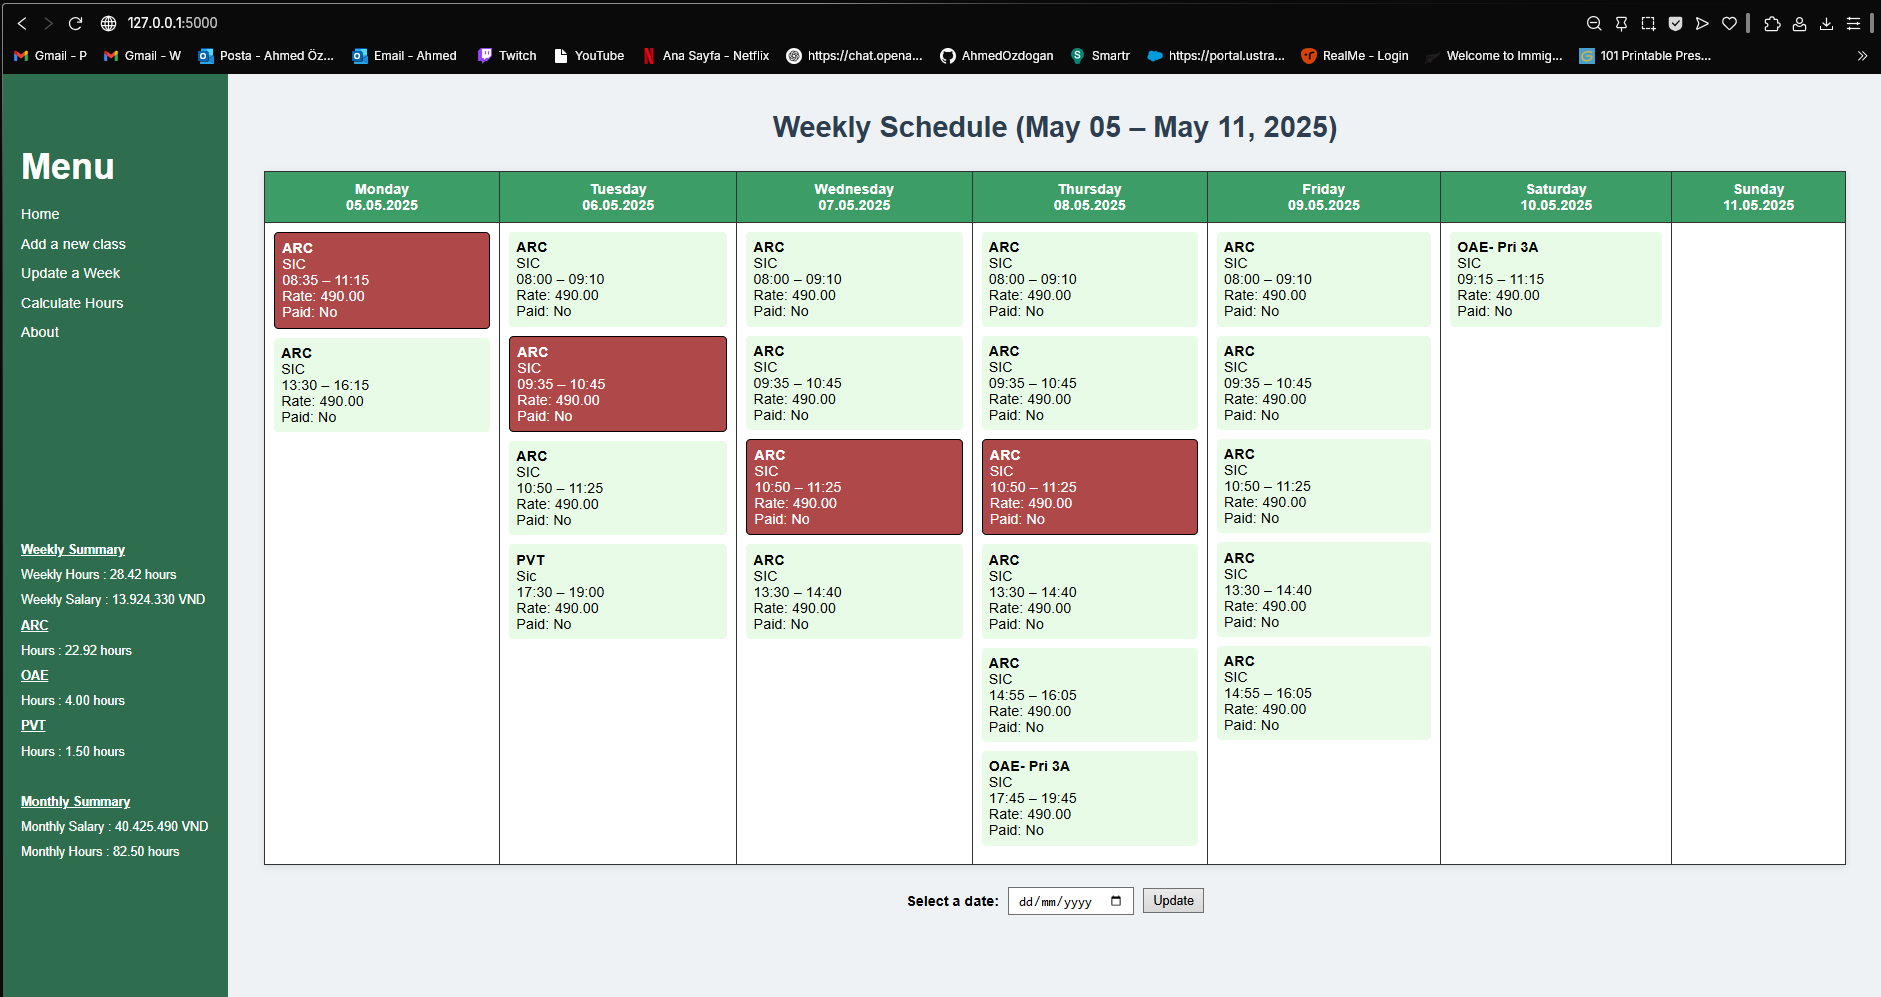 127.0.0.1:5000
Gmail - P
Gmail - W
Posta - Ahmed Öz...
Email - Ahmed
Twitch
YouTube
Ana Sayfa - Netflix
https://chat.opena...
AhmedOzdogan
Smartr
https://portal.ustra...
RealMe - Login
Welcome to Immig...
101 Printable Pres...
Menu
Home
Add a new class
Update a Week
Calculate Hours
About
Weekly Summary
Weekly Hours : 28.42 hours
Weekly Salary : 13.924.330 VND
ARC
Hours : 22.92 hours
OAE
Hours : 4.00 hours
PVT
Hours : 1.50 hours
Monthly Summary
Monthly Salary : 40.425.490 VND
Monthly Hours : 82.50 hours
Weekly Schedule (May 05 – May 11, 2025)
Monday
05.05.2025
ARC
SIC
08:35 – 11:15
Rate: 490.00
Paid: No
ARC
SIC
13:30 – 16:15
Rate: 490.00
Paid: No
Tuesday
06.05.2025
ARC
SIC
08:00 – 09:10
Rate: 490.00
Paid: No
ARC
SIC
09:35 – 10:45
Rate: 490.00
Paid: No
ARC
SIC
10:50 – 11:25
Rate: 490.00
Paid: No
PVT
Sic
17:30 – 19:00
Rate: 490.00
Paid: No
Wednesday
07.05.2025
ARC
SIC
08:00 – 09:10
Rate: 490.00
Paid: No
ARC
SIC
09:35 – 10:45
Rate: 490.00
Paid: No
ARC
SIC
10:50 – 11:25
Rate: 490.00
Paid: No
ARC
SIC
13:30 – 14:40
Rate: 490.00
Paid: No
Thursday
08.05.2025
ARC
SIC
08:00 – 09:10
Rate: 490.00
Paid: No
ARC
SIC
09:35 – 10:45
Rate: 490.00
Paid: No
ARC
SIC
10:50 – 11:25
Rate: 490.00
Paid: No
ARC
SIC
13:30 – 14:40
Rate: 490.00
Paid: No
ARC
SIC
14:55 – 16:05
Rate: 490.00
Paid: No
OAE- Pri 3A
SIC
17:45 – 19:45
Rate: 490.00
Paid: No
Friday
09.05.2025
ARC
SIC
08:00 – 09:10
Rate: 490.00
Paid: No
ARC
SIC
09:35 – 10:45
Rate: 490.00
Paid: No
ARC
SIC
10:50 – 11:25
Rate: 490.00
Paid: No
ARC
SIC
13:30 – 14:40
Rate: 490.00
Paid: No
ARC
SIC
14:55 – 16:05
Rate: 490.00
Paid: No
Saturday
10.05.2025
OAE- Pri 3A
SIC
09:15 – 11:15
Rate: 490.00
Paid: No
Sunday
11.05.2025
Select a date:
dd/mm/yyyy
Update